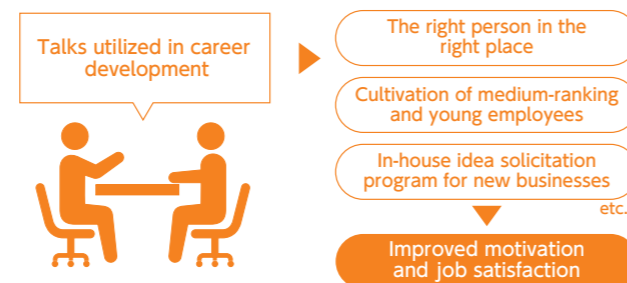 Talks utilized in career
development
The right person in the
right place
Cultivation of medium-ranking
and young employees
In-house idea solicitation
program for new businesses
etc.
Improved motivation
and job satisfaction